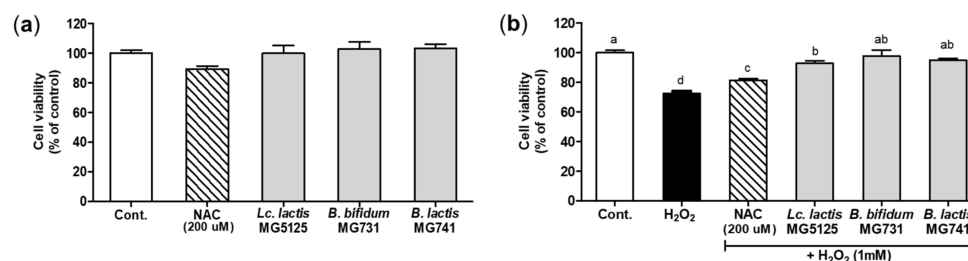 (a)
Cell viability
(% of control)
120
100
80
60
40
20
0
Cont.
NAC
(200 uM)
Lc. lactis
MG5125
B. bifidum
MG731
B. lactis
MG741
(b)
Cell viability
(% of control)
120
100
80
60
40
20
0
a
d
c
b
ab
ab
Cont.
H₂O₂
NAC
(200 uM)
Lc. lactis
MG5125
B. bifidum
MG731
B. lactis
MG741
+ H₂O₂ (1mM)